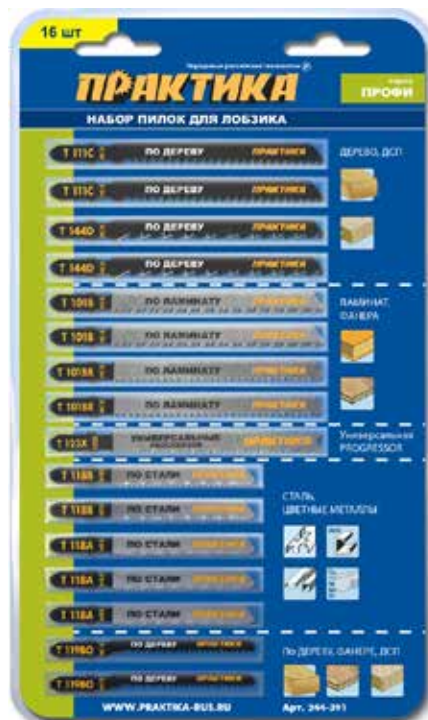 16 шт
ПРАКТИКА
ПРОФИ
НАБОР ПИЛОК ДЛЯ ЛОБЗИКА
T 111C ПО ДЕРЕВУ ПРАКТИКА
ДЕРЕВО, ДСП
T 111C ПО ДЕРЕВУ ПРАКТИКА
T 144D ПО ДЕРЕВУ ПРАКТИКА
T 144D ПО ДЕРЕВУ ПРАКТИКА
T 101B ПО ЛАМИНАТУ
ЛАМИНАТ,
ФАНЕРА
T 101B ПО ЛАМИНАТУ
T 101BR ПО ЛАМИНАТУ
T 101BR ПО ЛАМИНАТУ
T 123X УНИВЕРСАЛЬНЫЕ ПРАКТИКА
Универсальная
PROGRESSOR
T 118B ПО СТАЛИ
T 118B ПО СТАЛИ
СТАЛЬ,
ЦВЕТНЫЕ МЕТАЛЛЫ
T 118A ПО СТАЛИ
T 118A ПО СТАЛИ
T 118A ПО СТАЛИ
T 119BO ПО ДЕРЕВУ ПРАКТИКА
По ДЕРЕВУ, ФАНЕРЕ, ДСП
T 119BO ПО ДЕРЕВУ ПРАКТИКА
WWW.PRAKTIKA-RUS.RU
Арт. 244-391